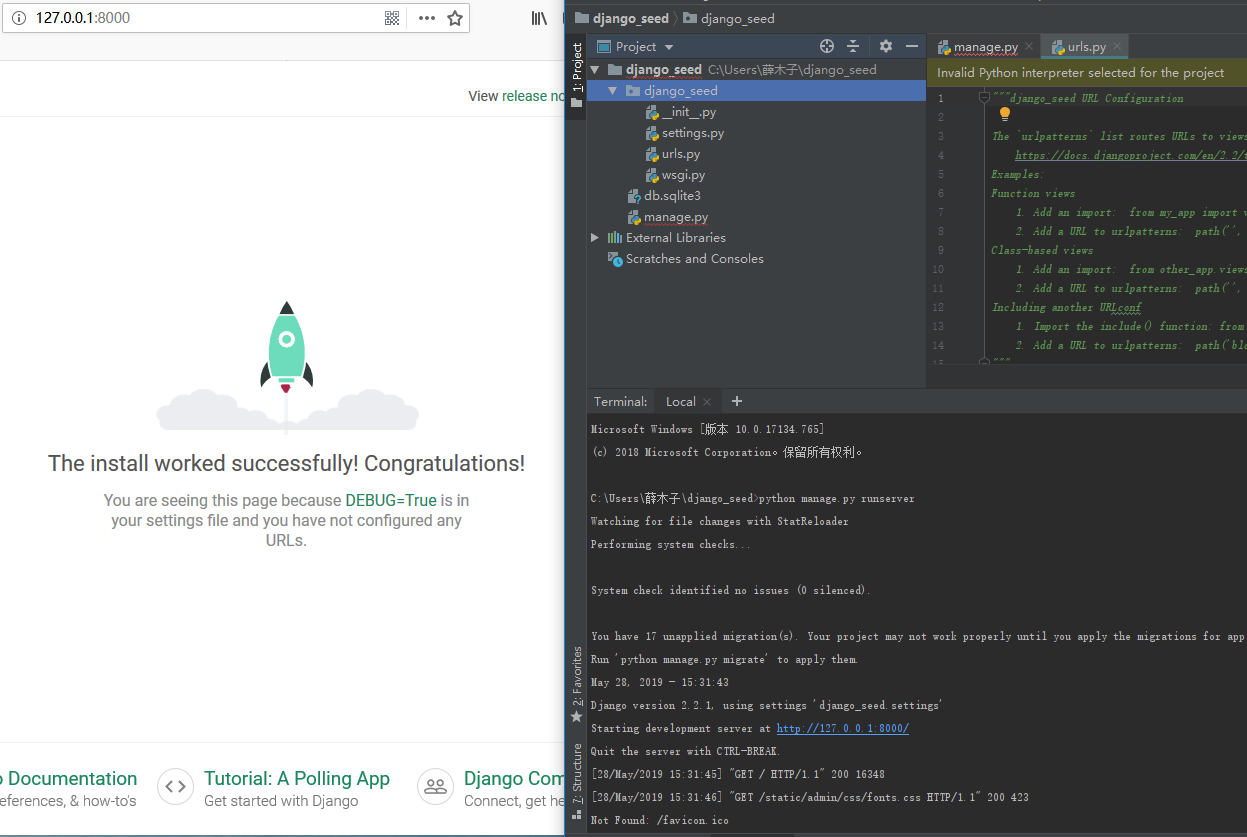 127.0.0.1:8000
View release no
The install worked successfully! Congratulations!
You are seeing this page because DEBUG=True is in
your settings file and you have not configured any
URLs.
Documentation
eferences, & how-to's
Tutorial: A Polling App
Get started with Django
Django Com
Connect, get he
django_seed
django_seed
1: Project
2: Favorites
7: Structure
Project
django_seed C:\Users\薛木子\django_seed
django_seed
__init__.py
settings.py
urls.py
wsgi.py
db.sqlite3
manage.py
External Libraries
Scratches and Consoles
manage.py
urls.py
Invalid Python interpreter selected for the project
1 """django_seed URL Configuration
2
3 The `urlpatterns` list routes URLs to views
4 https://docs.djangoproject.com/en/2.2/t
5 Examples:
6 Function views
7 1. Add an import: from my_app import v
8 2. Add a URL to urlpatterns: path('',
9 Class-based views
10 1. Add an import: from other_app.views
11 2. Add a URL to urlpatterns: path('',
12 Including another URLconf
13 1. Import the include() function: from
14 2. Add a URL to urlpatterns: path('blo
15 """
Terminal: Local
Microsoft Windows [版本 10.0.17134.765]
(c) 2018 Microsoft Corporation。保留所有权利。
C:\Users\薛木子\django_seed>python manage.py runserver
Watching for file changes with StatReloader
Performing system checks...
System check identified no issues (0 silenced).
You have 17 unapplied migration(s). Your project may not work properly until you apply the migrations for app
Run 'python manage.py migrate' to apply them.
May 28, 2019 - 15:31:43
Django version 2.2.1, using settings 'django_seed.settings'
Starting development server at http://127.0.0.1:8000/
Quit the server with CTRL-BREAK.
[28/May/2019 15:31:45] "GET / HTTP/1.1" 200 16348
[28/May/2019 15:31:46] "GET /static/admin/css/fonts.css HTTP/1.1" 200 423
Not Found: /favicon.ico